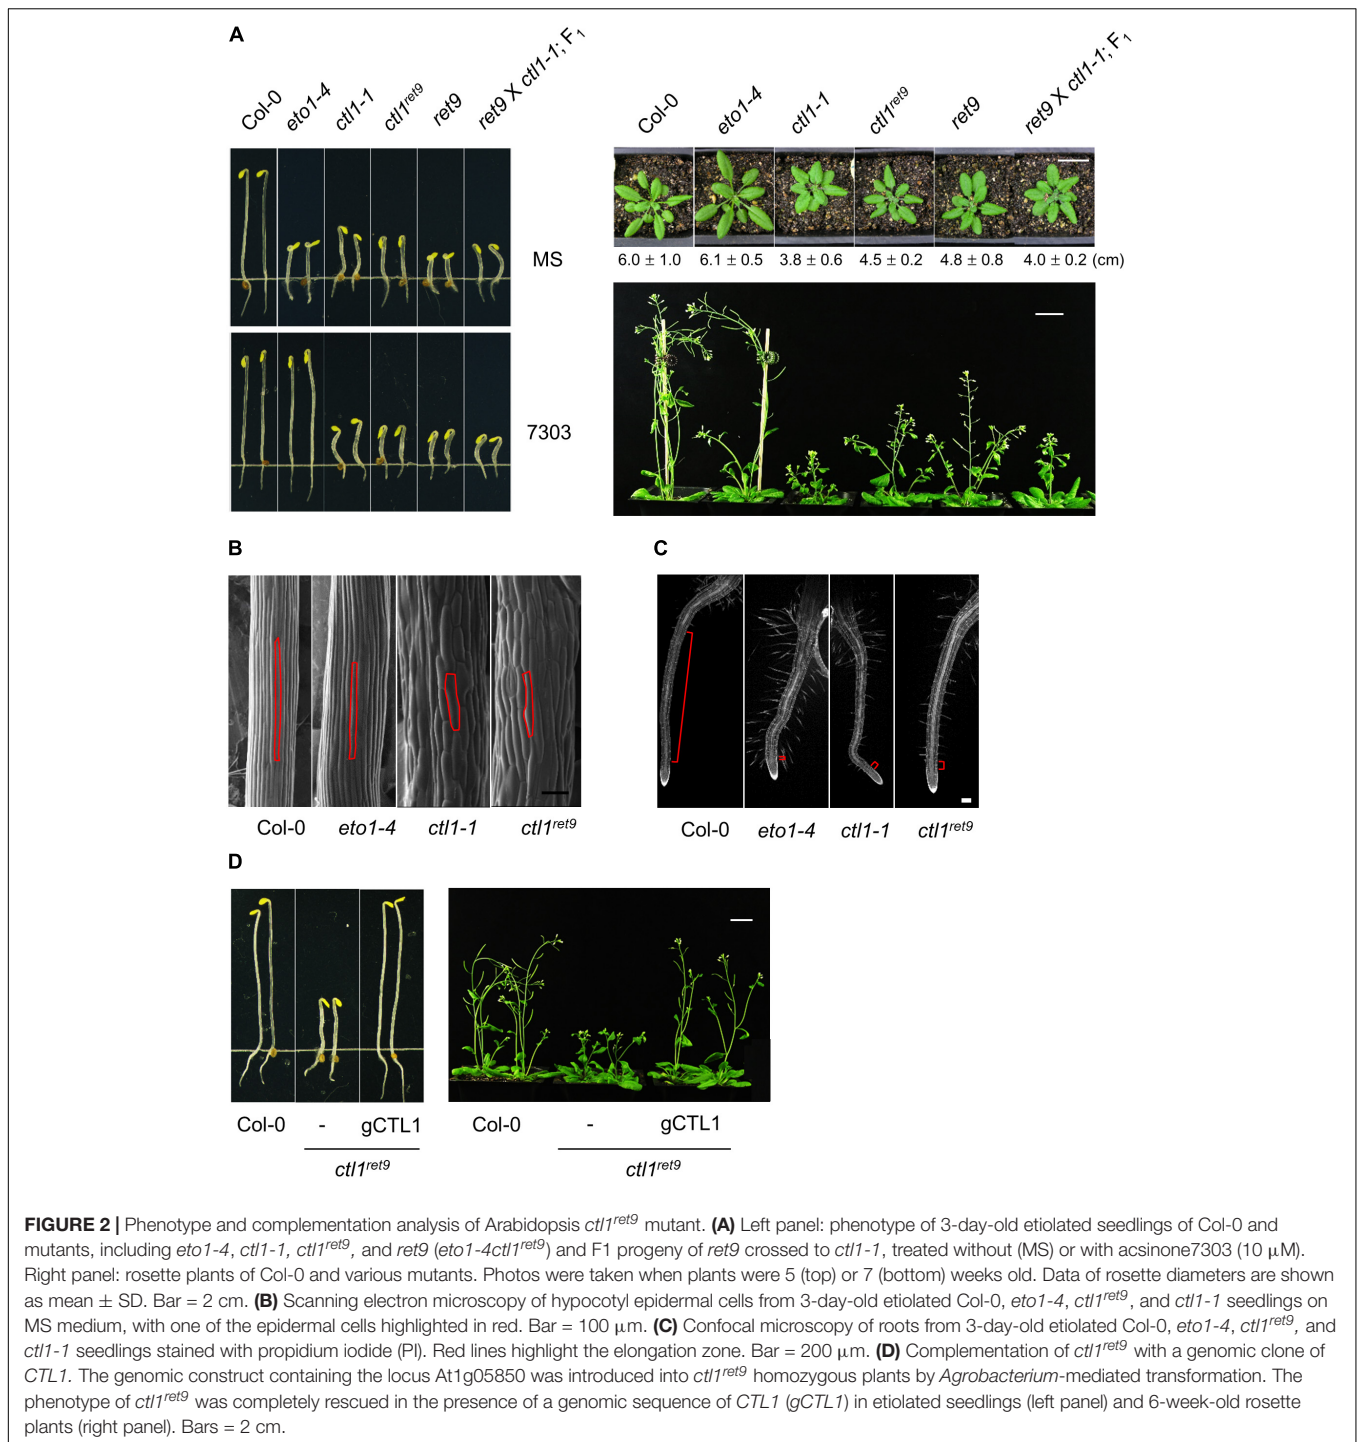 A
Col-0
eto1-4
ctl1-1
ctl1ret9
ret9
ret9 X ctl1-1; F1
Col-0
eto1-4
ctl1-1
ctl1ret9
ret9
ret9 X ctl1-1; F1
MS
6.0 ± 1.0 6.1 ± 0.5 3.8 ± 0.6 4.5 ± 0.2 4.8 ± 0.8 4.0 ± 0.2 (cm)
7303
B
Col-0 eto1-4 ctl1-1 ctl1ret9
C
Col-0 eto1-4 ctl1-1 ctl1ret9
D
Col-0 - gCTL1
ctl1ret9
Col-0 - gCTL1
ctl1ret9
FIGURE 2 | Phenotype and complementation analysis of Arabidopsis ctl1ret9 mutant. (A) Left panel: phenotype of 3-day-old etiolated seedlings of Col-0 and
mutants, including eto1-4, ctl1-1, ctl1ret9, and ret9 (eto1-4ctl1ret9) and F1 progeny of ret9 crossed to ctl1-1, treated without (MS) or with acsinone7303 (10 μM).
Right panel: rosette plants of Col-0 and various mutants. Photos were taken when plants were 5 (top) or 7 (bottom) weeks old. Data of rosette diameters are shown
as mean ± SD. Bar = 2 cm. (B) Scanning electron microscopy of hypocotyl epidermal cells from 3-day-old etiolated Col-0, eto1-4, ctl1ret9, and ctl1-1 seedlings on
MS medium, with one of the epidermal cells highlighted in red. Bar = 100 μm. (C) Confocal microscopy of roots from 3-day-old etiolated Col-0, eto1-4, ctl1ret9, and
ctl1-1 seedlings stained with propidium iodide (PI). Red lines highlight the elongation zone. Bar = 200 μm. (D) Complementation of ctl1ret9 with a genomic clone of
CTL1. The genomic construct containing the locus At1g05850 was introduced into ctl1ret9 homozygous plants by Agrobacterium-mediated transformation. The
phenotype of ctl1ret9 was completely rescued in the presence of a genomic sequence of CTL1 (gCTL1) in etiolated seedlings (left panel) and 6-week-old rosette
plants (right panel). Bars = 2 cm.